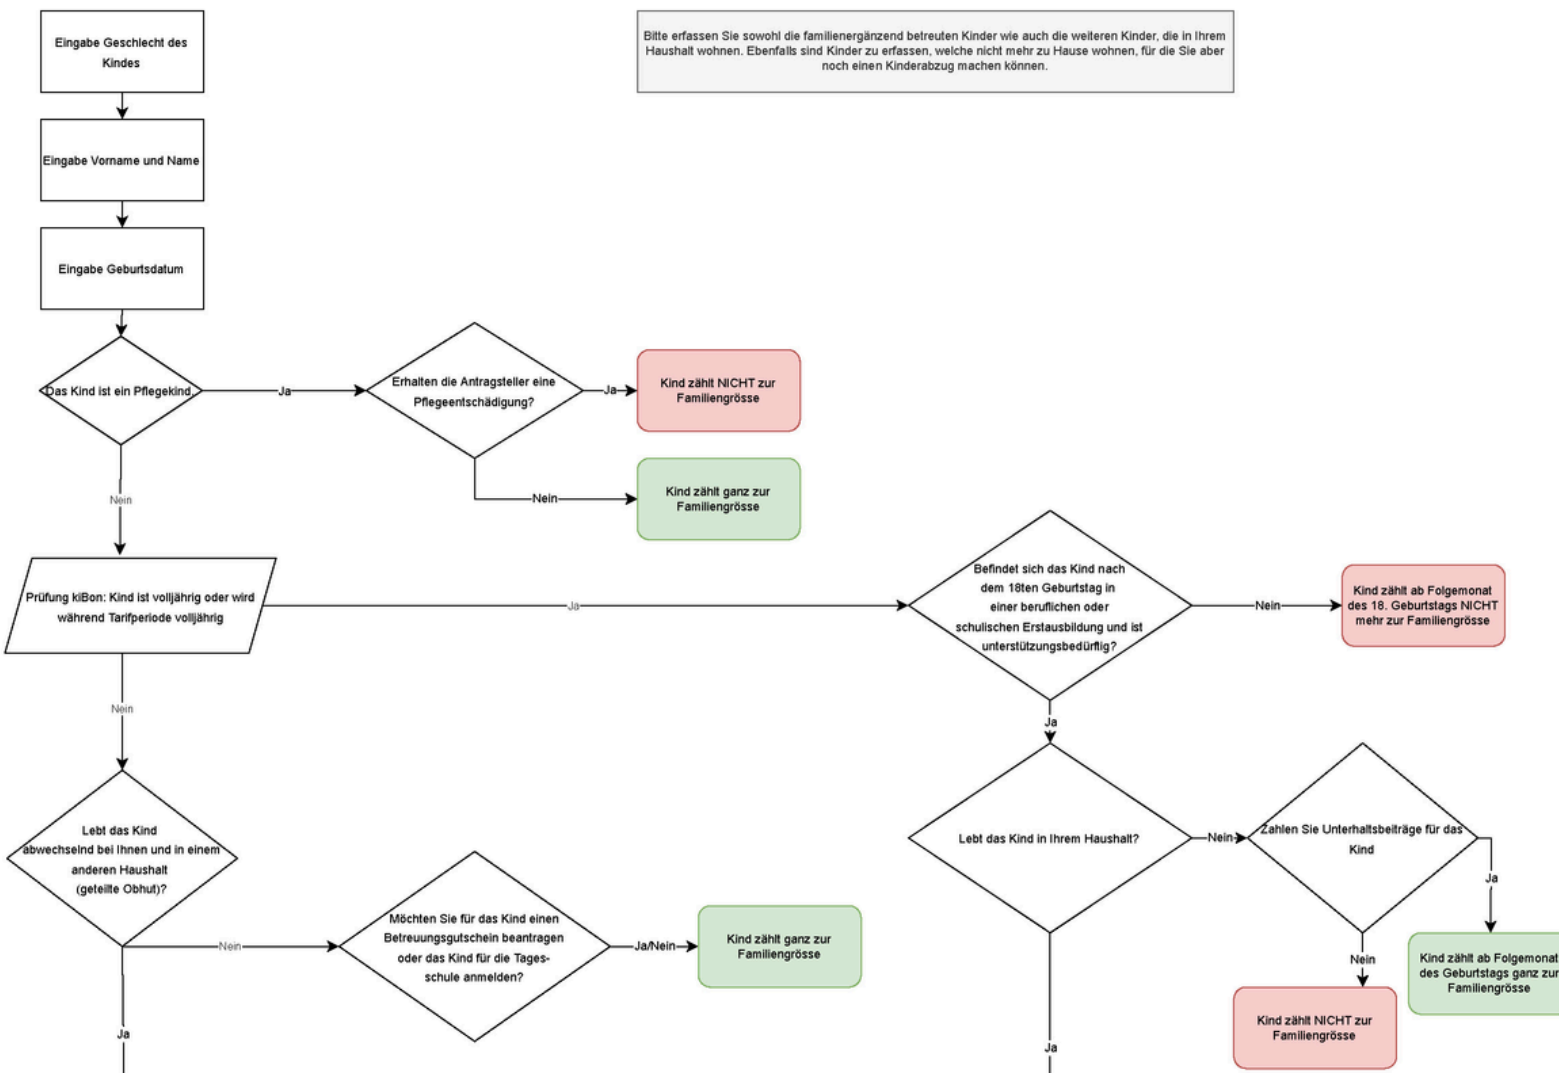 Eingabe Geschlecht des
Kindes
Bitte erfassen Sie sowohl die familienergänzend betreuten Kinder wie auch die weiteren Kinder, die in Ihrem
Haushalt wohnen. Ebenfalls sind Kinder zu erfassen, welche nicht mehr zu Hause wohnen, für die Sie aber
noch einen Kinderabzug machen können.
Eingabe Vorname und Name
Eingabe Geburtsdatum
Das Kind ist ein Pflegekind.
Ja
Erhalten die Antragsteller eine
Pflegeentschädigung?
Ja
Kind zählt NICHT zur
Familiengrösse
Nein
Kind zählt ganz zur
Familiengrösse
Nein
Prüfung kiBon: Kind ist volljährig oder wird
während Tarifperiode volljährig
Ja
Befindet sich das Kind nach
dem 18ten Geburtstag in
einer beruflichen oder
schulischen Erstausbildung und ist
unterstützungsbedürftig?
Nein
Kind zählt ab Folgemonat
des 18. Geburtstags NICHT
mehr zur Familiengrösse
Nein
Ja
Lebt das Kind
abwechselnd bei Ihnen und in einem
anderen Haushalt
(geteilte Obhut)?
Lebt das Kind in Ihrem Haushalt?
Nein
Zahlen Sie Unterhaltsbeiträge für das
Kind
Ja
Nein
Möchten Sie für das Kind einen
Betreuungsgutschein beantragen
oder das Kind für die Tages-
schule anmelden?
Ja/Nein
Kind zählt ganz zur
Familiengrösse
Nein
Kind zählt ab Folgemonat
des Geburtstags ganz zur
Familiengrösse
Kind zählt NICHT zur
Familiengrösse
Ja
Ja